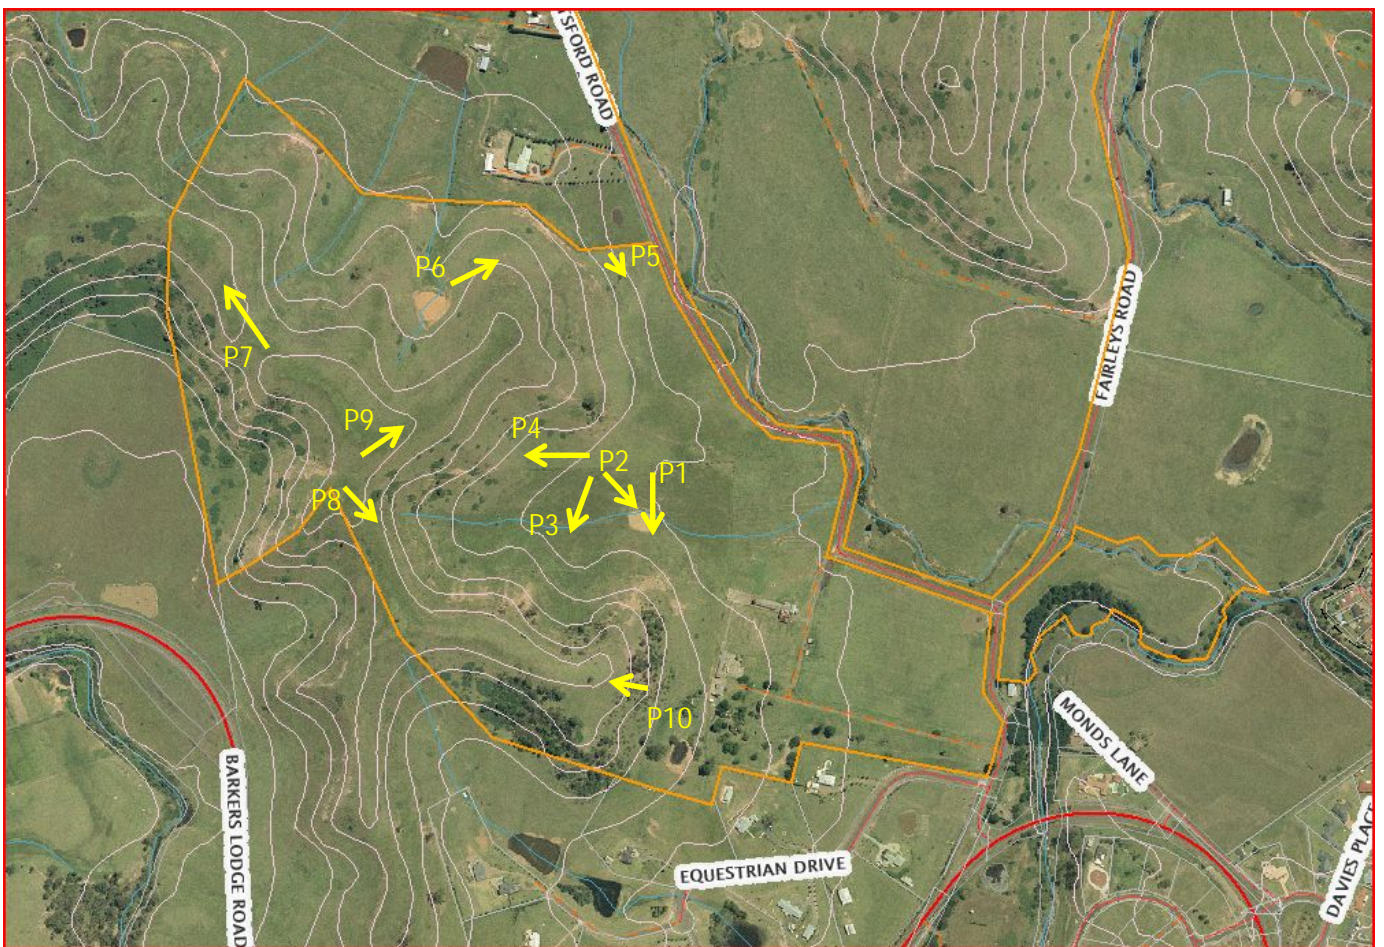 TSFORD ROAD
P5
P6
FAIRLEYS ROAD
P7
P9
P4
P2
P1
P8
P3
P10
MONDS LANE
BARKERS LODGE ROAD
EQUESTRIAN DRIVE
DAVIES PLACE